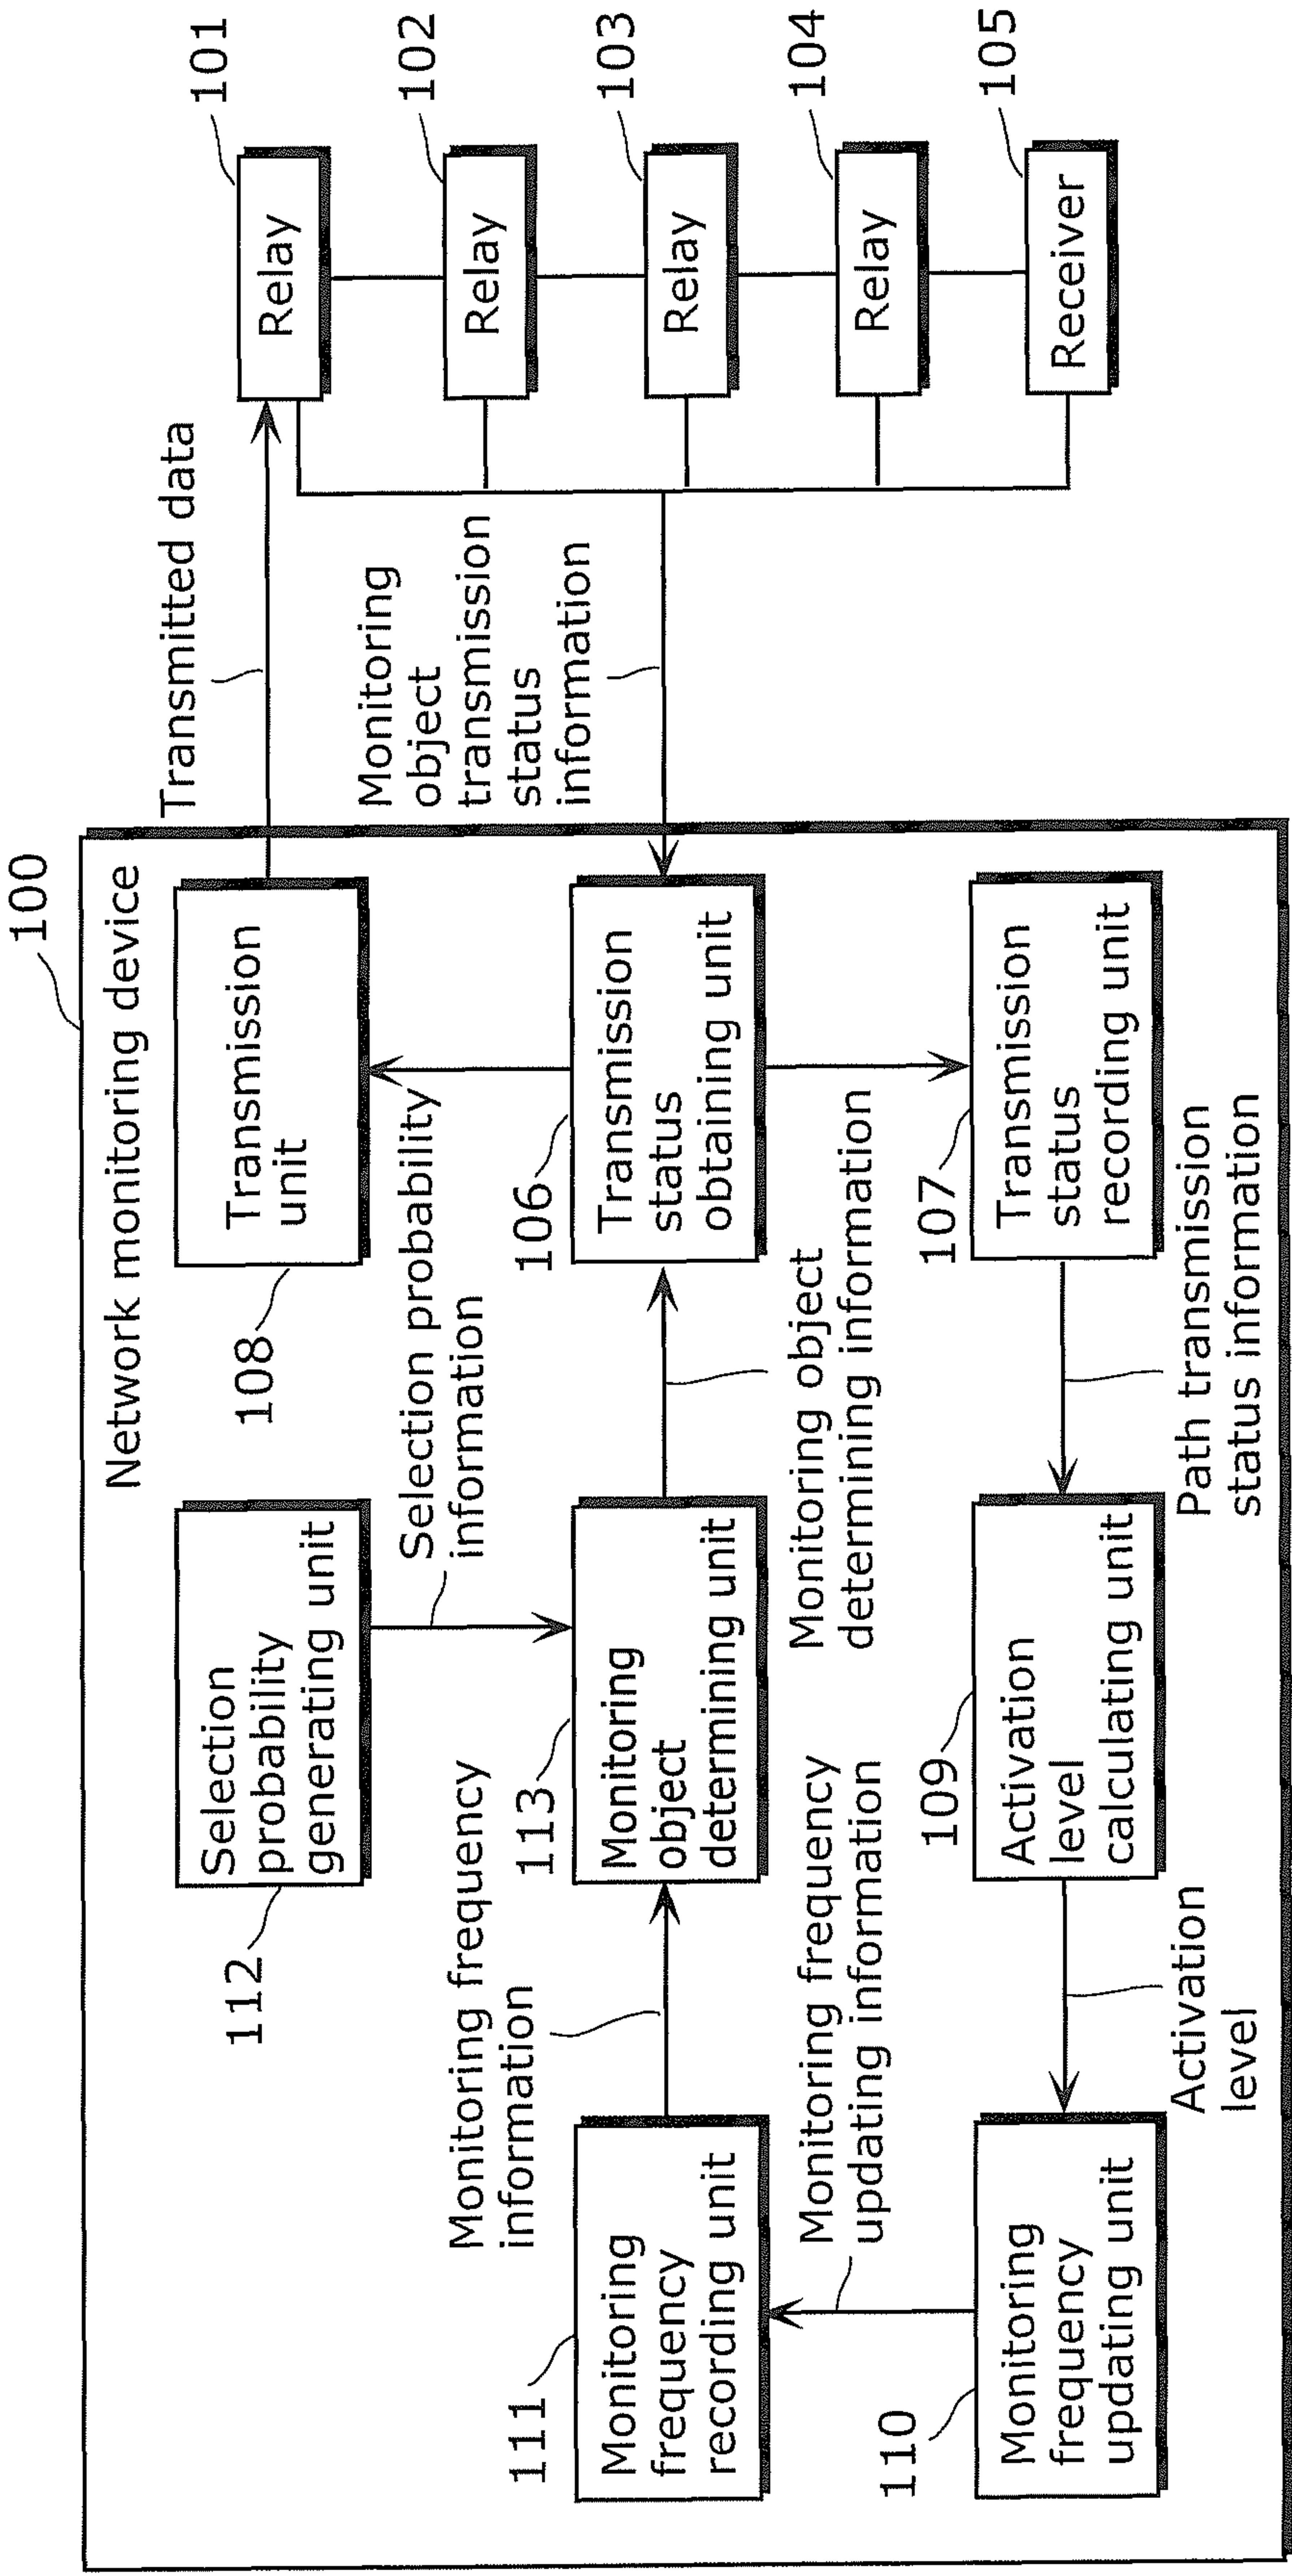 100
Network monitoring device
112
Selection
probability
generating unit
108
Transmission
unit
Transmitted data
101
Relay
102
Relay
103
Relay
104
Relay
105
Receiver
Selection probability
information
Monitoring
object
transmission
status
information
Monitoring frequency
information
111
Monitoring
frequency
recording unit
113
Monitoring
object
determining unit
106
Transmission
status
obtaining unit
Monitoring frequency
updating information
Monitoring object
determining information
110
Monitoring
frequency
updating unit
109
Activation
level
calculating unit
107
Transmission
status
recording unit
Activation
level
Path transmission
status information